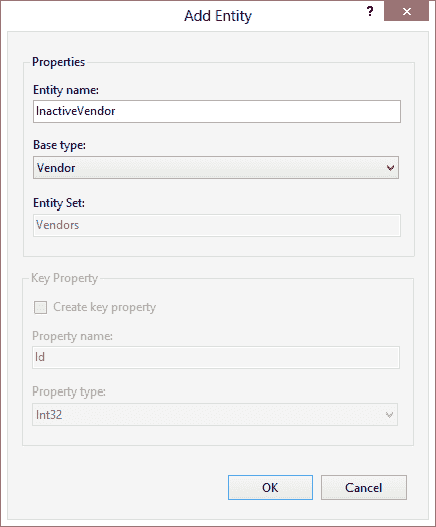 Add Entity
?
Properties
Entity name:
InactiveVendor
Base type:
Vendor
Entity Set:
Vendors
Key Property
Create key property
Property name:
Id
Property type:
Int32
OK Cancel